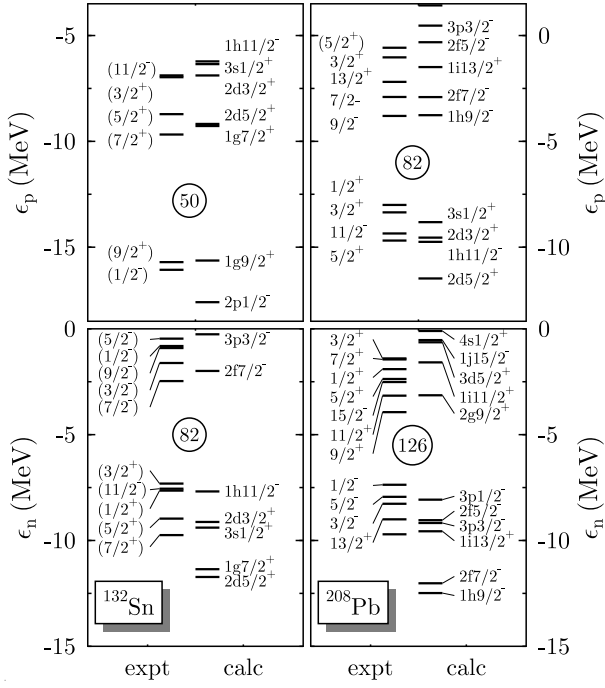 -5
-10
-15
ϵp (MeV)
(11/2-)
(3/2+)
(5/2+)
(7/2+)
(9/2+)
(1/2-)
50
1h11/2-
3s1/2+
2d3/2+
2d5/2+
1g7/2+
1g9/2+
2p1/2-
(5/2+)
3/2+
13/2+
7/2-
9/2-
1/2+
3/2+
11/2-
5/2+
82
3p3/2-
2f5/2-
1i13/2+
2f7/2-
1h9/2-
3s1/2+
2d3/2+
1h11/2-
2d5/2+
0
-5
-10
ϵp (MeV)
0
-5
-10
-15
ϵn (MeV)
(5/2-)
(1/2-)
(9/2-)
(3/2-)
(7/2-)
(3/2+)
(11/2-)
(1/2+)
(5/2+)
(7/2+)
82
3p3/2-
2f7/2-
1h11/2-
2d3/2+
3s1/2+
1g7/2+
2d5/2+
132Sn
expt calc
3/2+
7/2+
1/2+
5/2+
15/2-
11/2+
9/2+
1/2-
5/2-
3/2-
13/2+
126
4s1/2+
1j15/2-
3d5/2+
1i11/2+
2g9/2+
3p1/2-
2f5/2-
3p3/2-
1i13/2+
2f7/2-
1h9/2-
208Pb
expt calc
0
-5
-10
-15
ϵn (MeV)